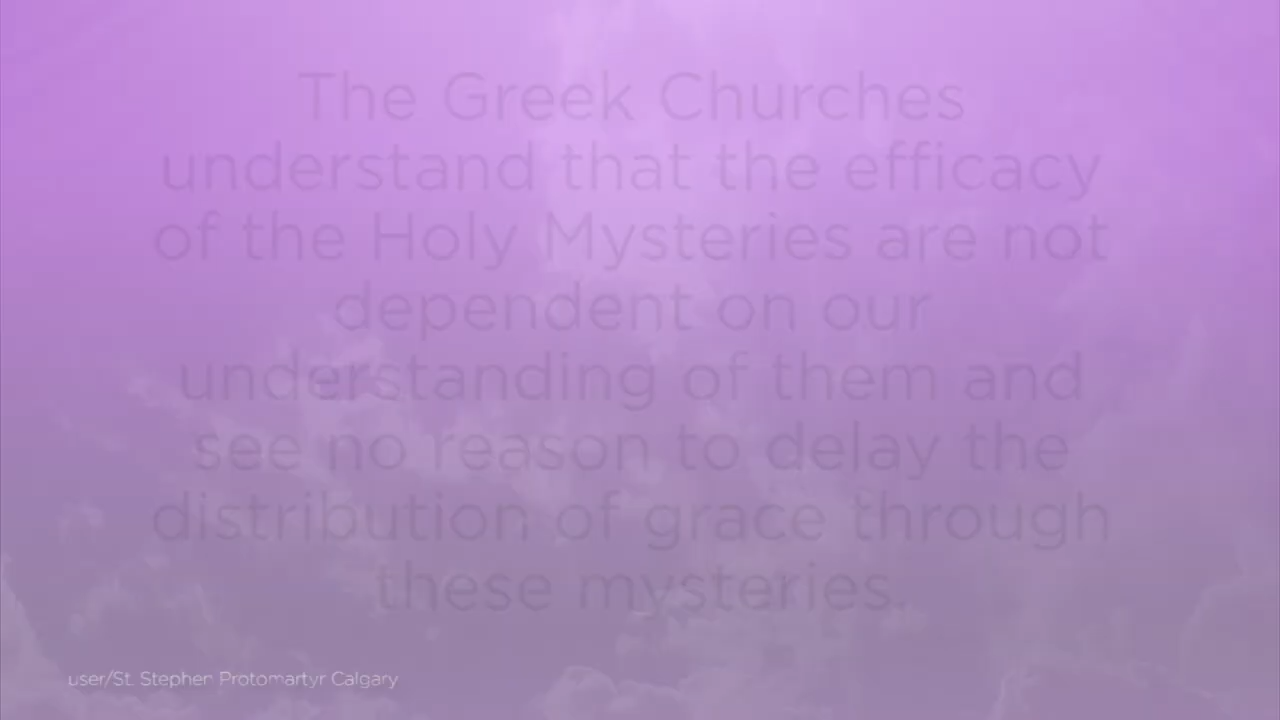 The Greek Churches
understand that the efficacy
of the Holy Mysteries are not
dependent on our
understanding of them and
see no reason to delay the
distribution of grace through
these mysteries.
user/St. Stephen Protomartyr Calgary